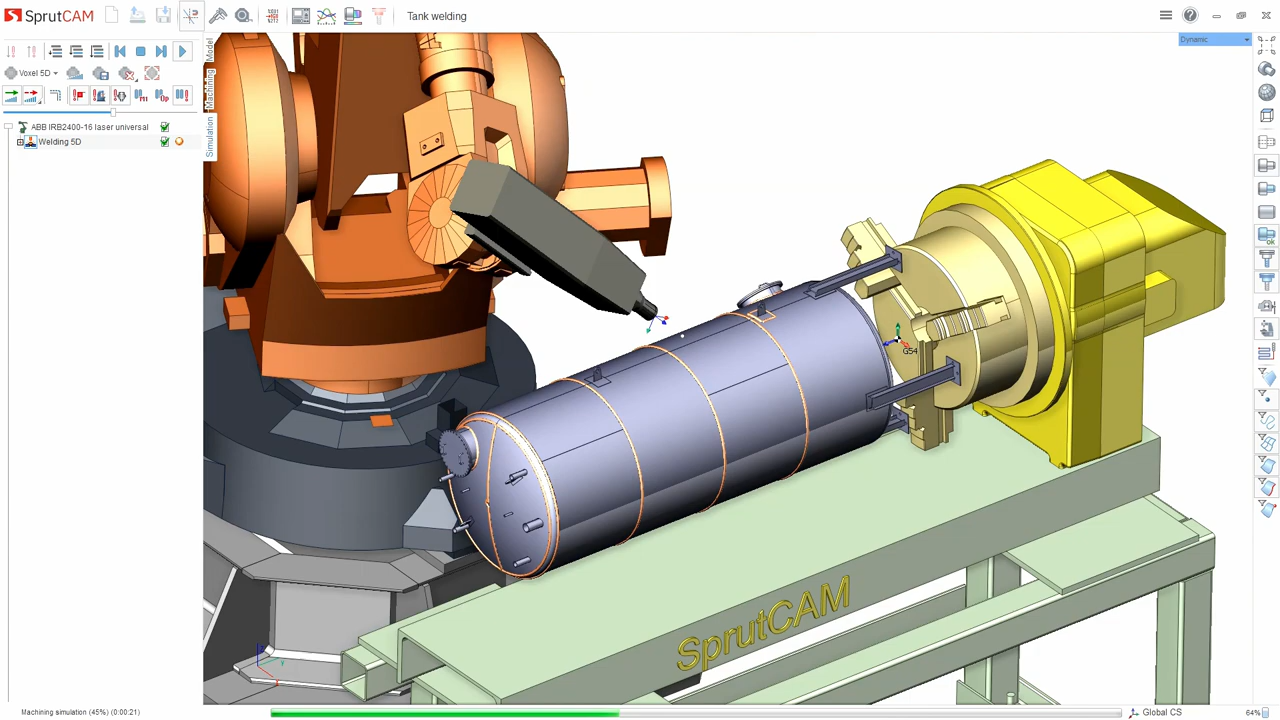 SprutCAM
Tank welding
Dynamic
Model
Machining
Simulation
Voxel 5D
ABB IRB2400-16 laser universal
Welding 5D
G54
SprutCAM
Machining simulation (45%) (0:00:21)
Global CS
64%